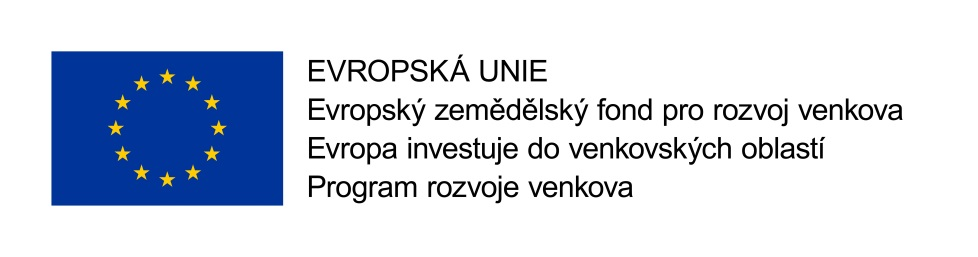 EVROPSKÁ UNIE
Evropský zemědělský fond pro rozvoj venkova
Evropa investuje do venkovských oblastí
Program rozvoje venkova